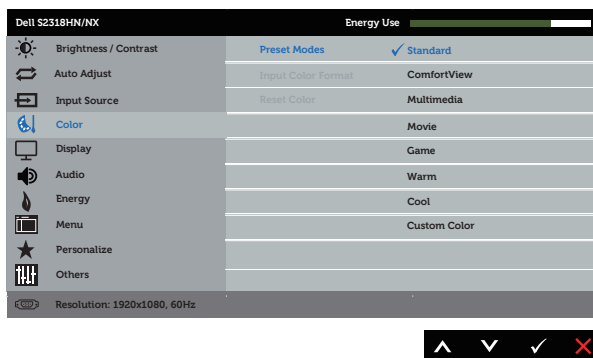 Dell S2318HN/NX Energy Use
Brightness / Contrast Preset Modes Standard
Auto Adjust Input Color Format ComfortView
Input Source Reset Color Multimedia
Color Movie
Display Game
Audio Warm
Energy Cool
Menu Custom Color
Personalize
Others
Resolution: 1920x1080, 60Hz